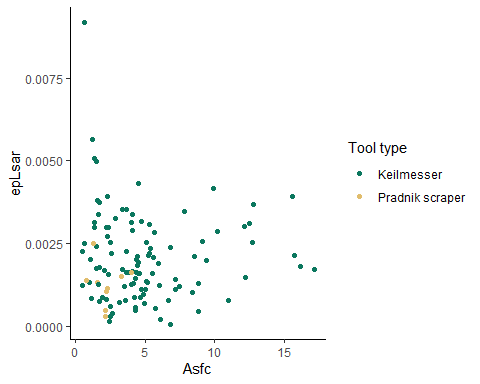 0.0075
0.0050
0.0025
0.0000
epLsar
0
5
10
15
Asfc
Tool type
Keilmesser
Pradnik scraper